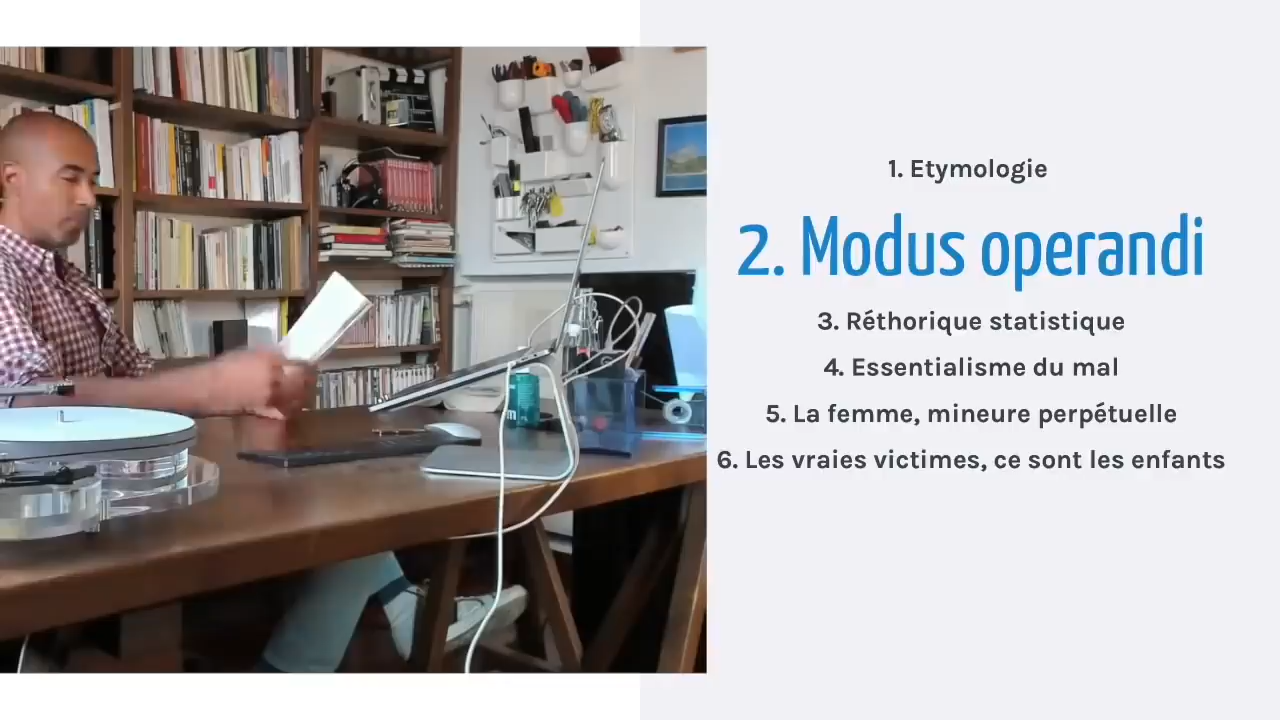 1. Etymologie
2. Modus operandi
3. Réthorique statistique
4. Essentialisme du mal
5. La femme, mineure perpétuelle
6. Les vraies victimes, ce sont les enfants